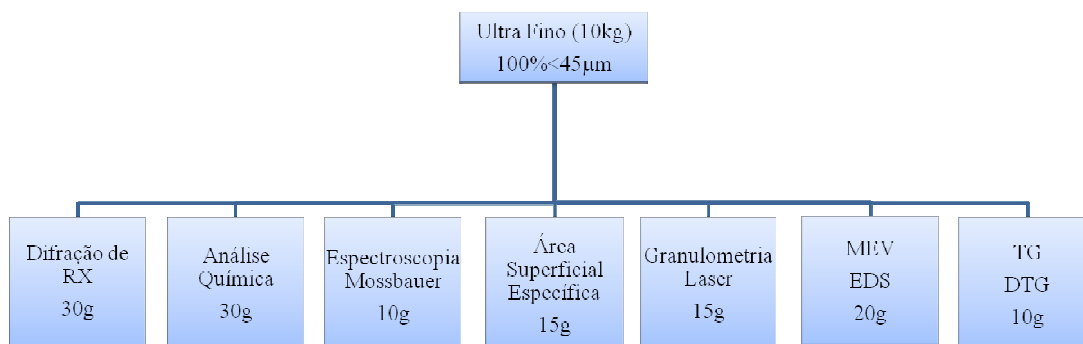 Ultra Fino (10kg)
100%<45µm
Difração de
RX
30g
Análise
Química
30g
Espectroscopia
Mossbauer
10g
Área
Superficial
Específica
15g
Granulometria
Laser
15g
MEV
EDS
20g
TG
DTG
10g